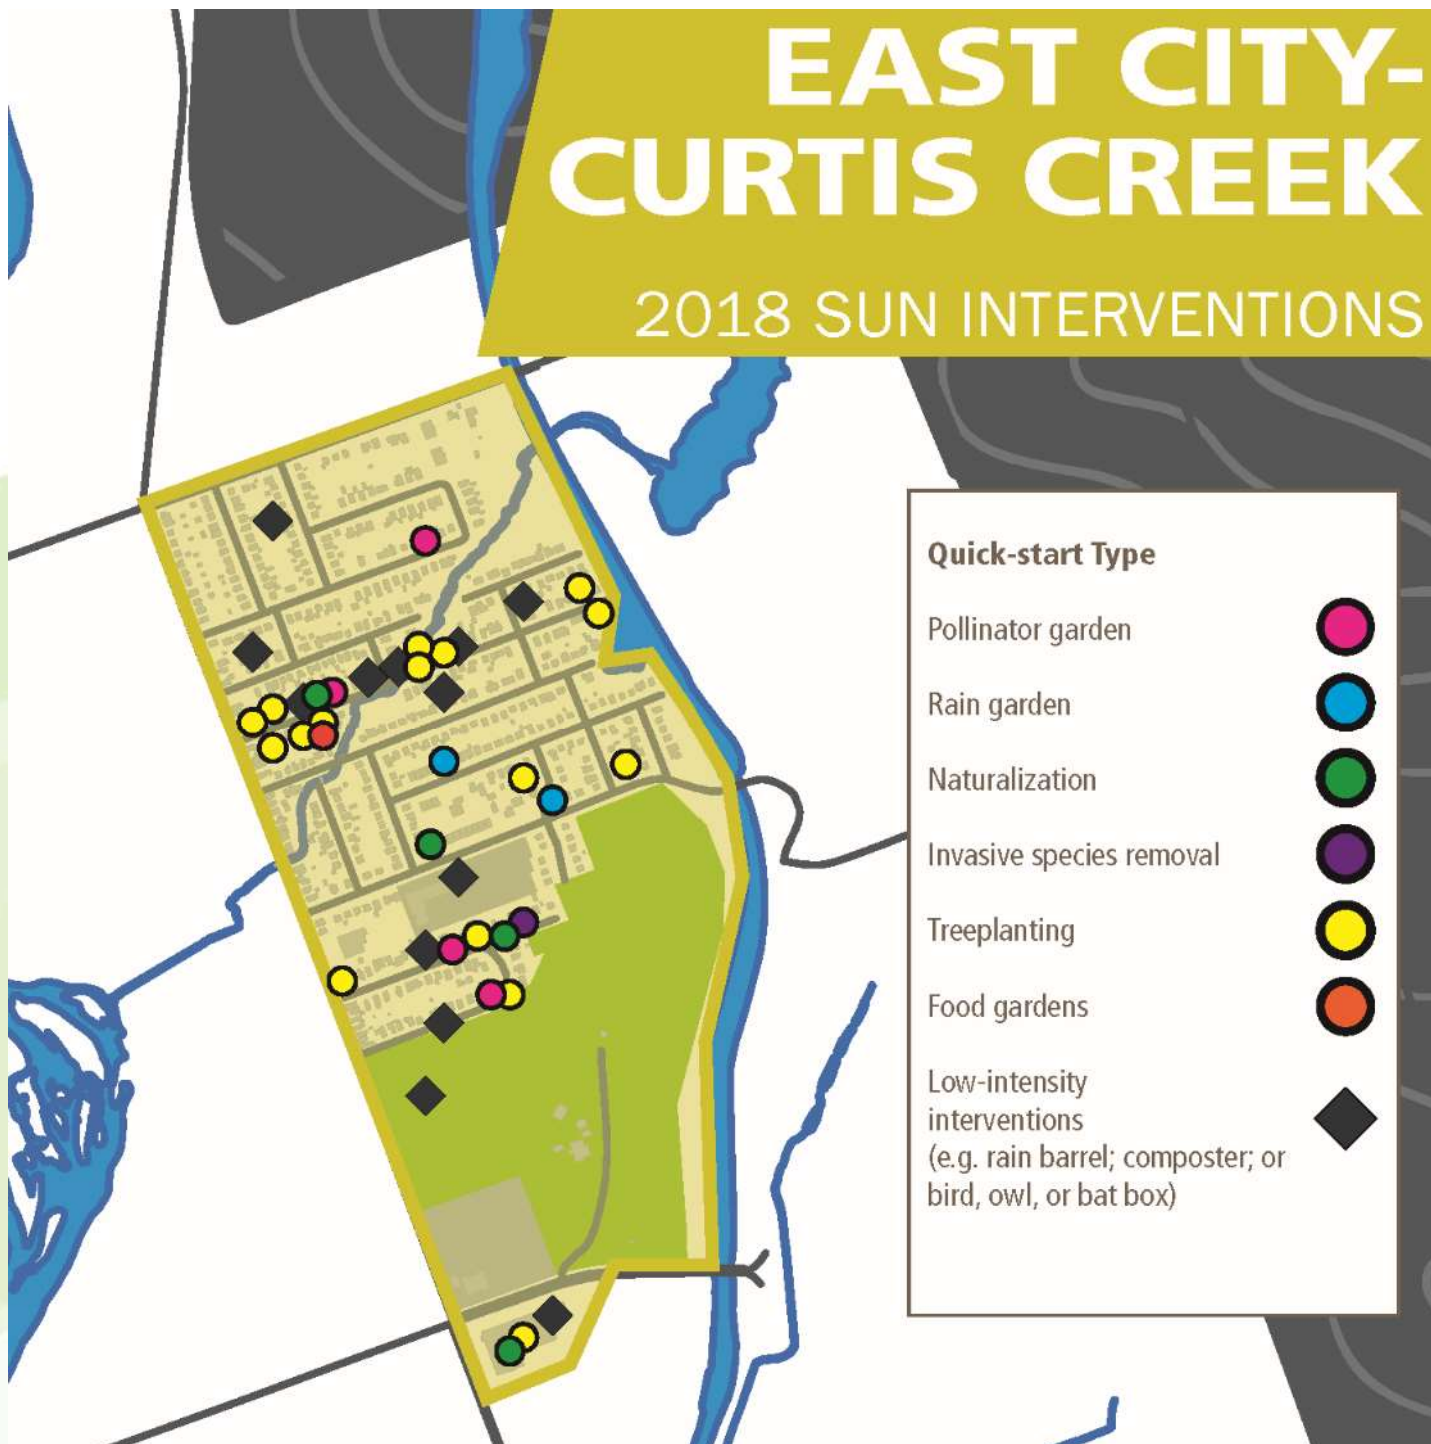 EAST CITY-
CURTIS CREEK
2018 SUN INTERVENTIONS
Quick-start Type
Pollinator garden
Rain garden
Naturalization
Invasive species removal
Treeplanting
Food gardens
Low-intensity
interventions
(e.g. rain barrel; composter; or
bird, owl, or bat box)